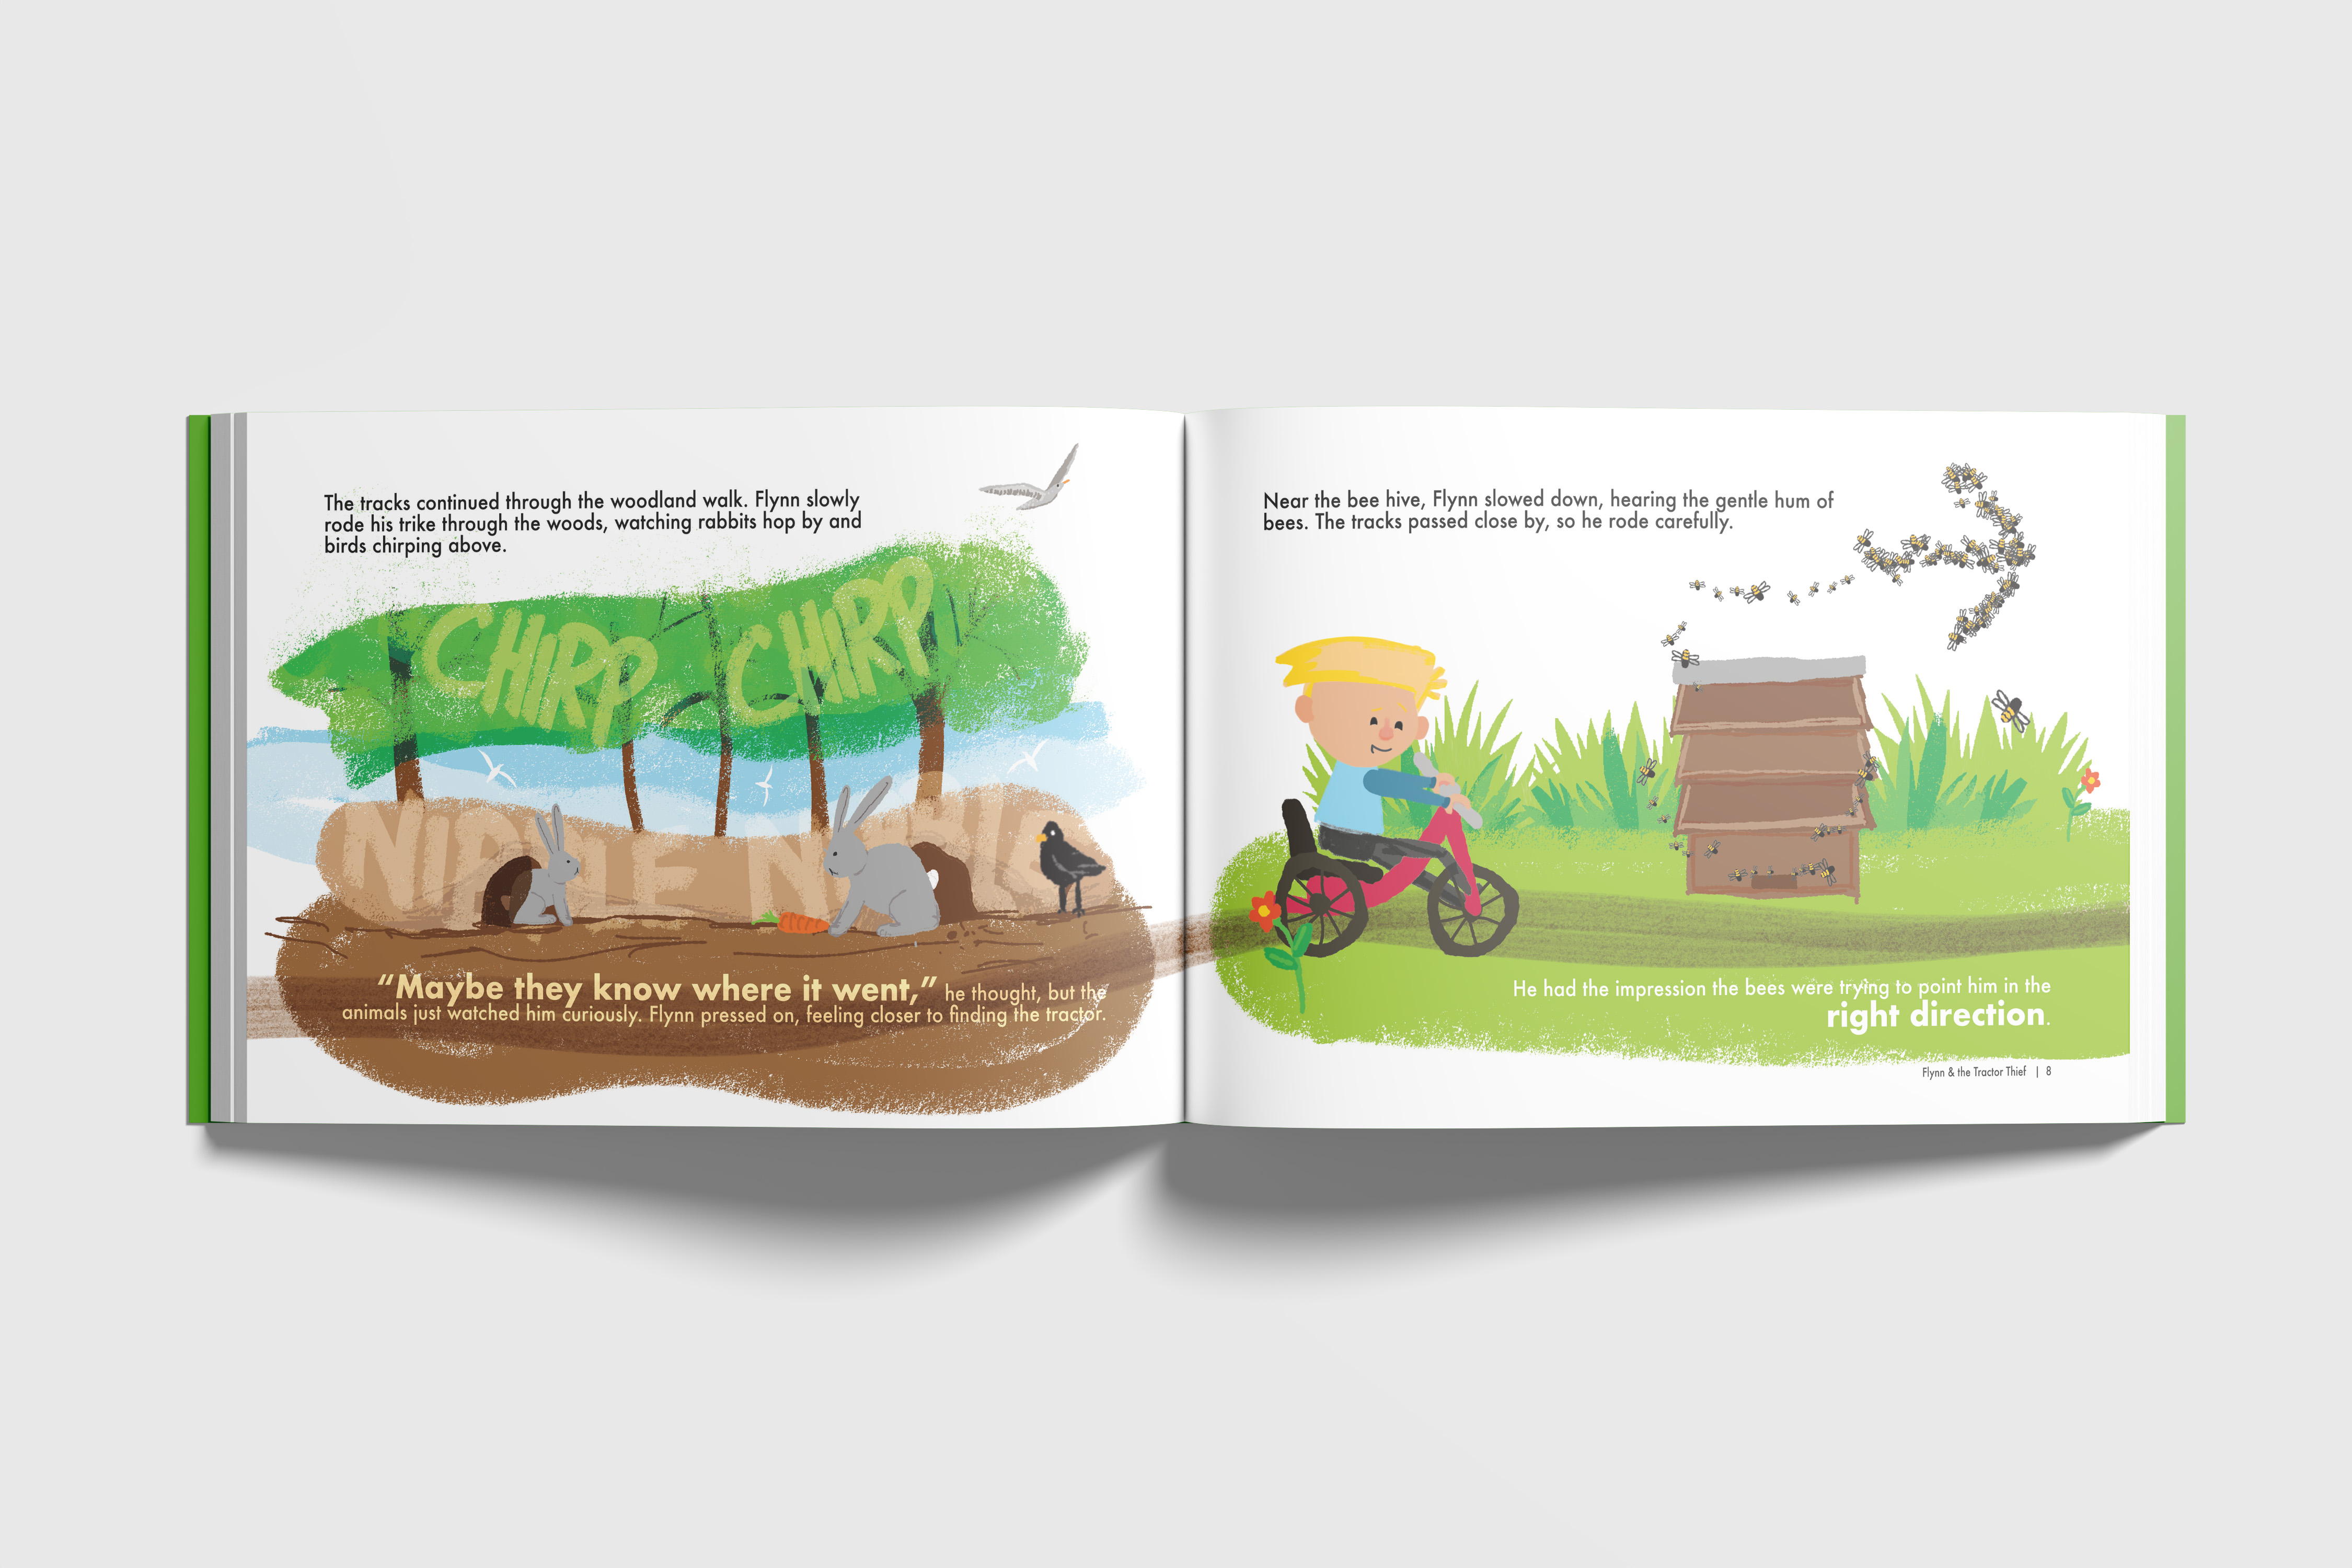 The tracks continued through the woodland walk. Flynn slowly
rode his trike through the woods, watching rabbits hop by and
birds chirping above.
CHIRP CHIRP
NIBBLE NIBBLE
“Maybe they know where it went,” he thought, but the
animals just watched him curiously. Flynn pressed on, feeling closer to finding the tractor.
Near the bee hive, Flynn slowed down, hearing the gentle hum of
bees. The tracks passed close by, so he rode carefully.
He had the impression the bees were trying to point him in the
right direction.
Flynn & the Tractor Thief | 8